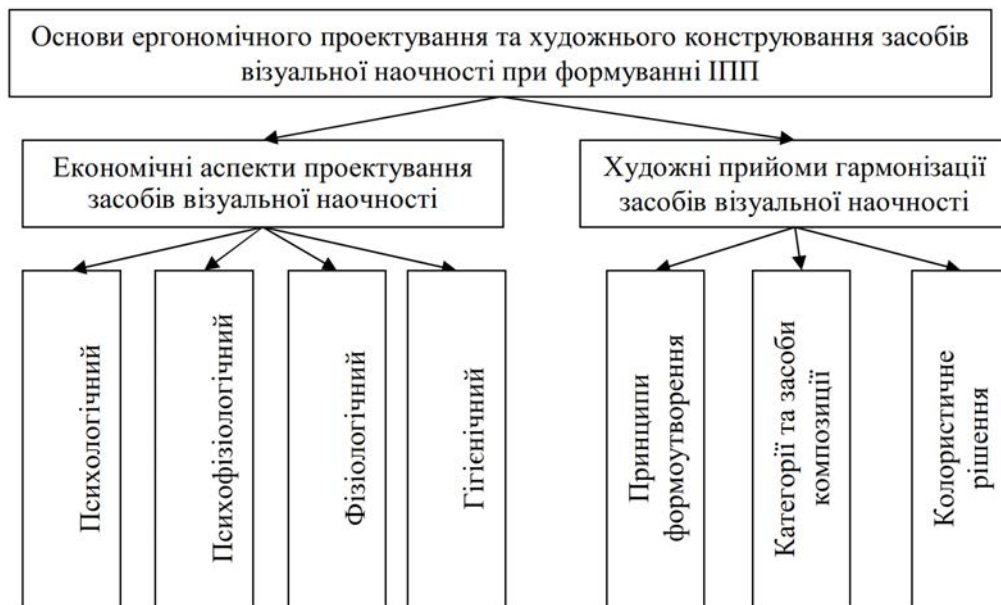 Основи ергономічного проектування та художнього конструювання засобів
візуальної наочності при формуванні ІПП
Економічні аспекти проектування
засобів візуальної наочності
Художні прийоми гармонізації
засобів візуальної наочності
Психологічний
Психофізіологічний
Фізіологічний
Гігієнічний
Принципи
формоутворення
Категорії та засоби
композиції
Колористичне
рішення